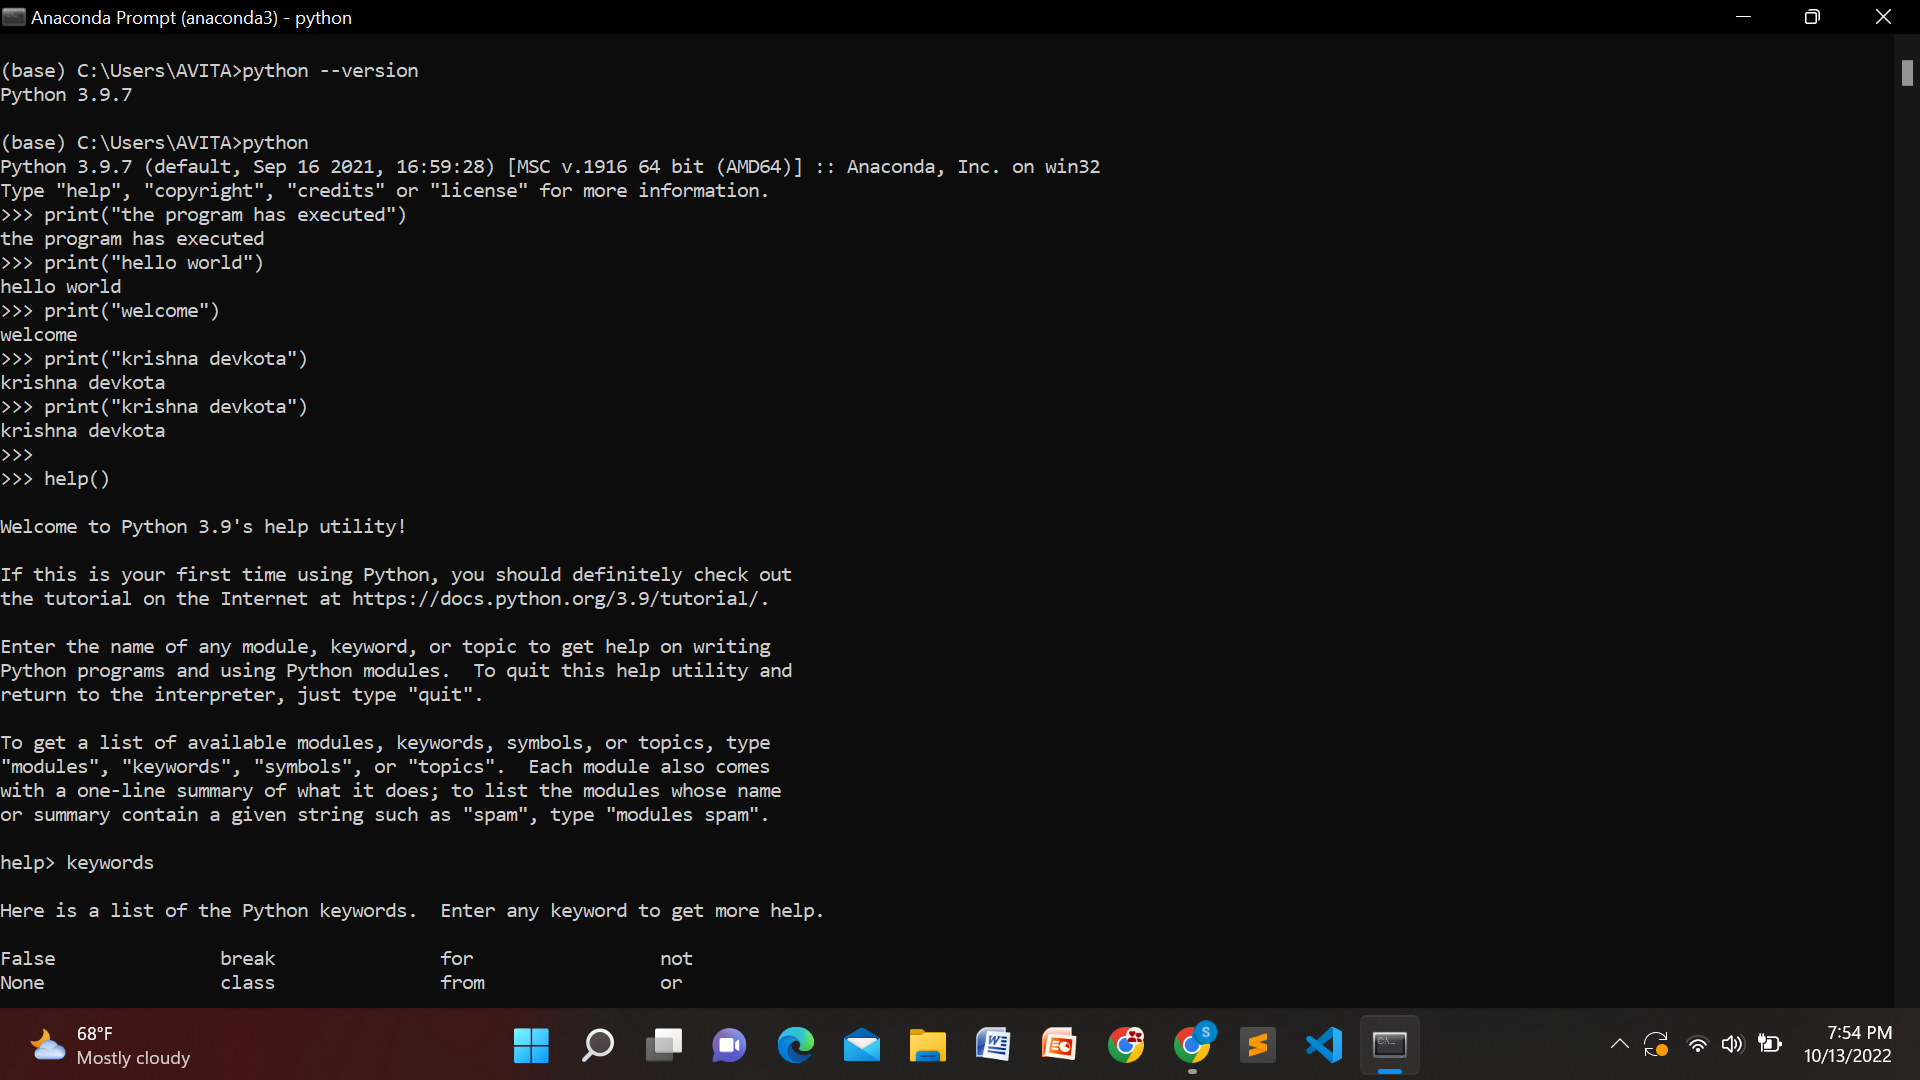 Anaconda Prompt (anaconda3) - python
(base) C:\Users\AVITA>python --version
Python 3.9.7
(base) C:\Users\AVITA>python
Python 3.9.7 (default, Sep 16 2021, 16:59:28) [MSC v.1916 64 bit (AMD64)] :: Anaconda, Inc. on win32
Type "help", "copyright", "credits" or "license" for more information.
>>> print("the program has executed")
the program has executed
>>> print("hello world")
hello world
>>> print("welcome")
welcome
>>> print("krishna devkota")
krishna devkota
>>> print("krishna devkota")
krishna devkota
>>>
>>> help()
Welcome to Python 3.9's help utility!
If this is your first time using Python, you should definitely check out
the tutorial on the Internet at https://docs.python.org/3.9/tutorial/.
Enter the name of any module, keyword, or topic to get help on writing
Python programs and using Python modules.  To quit this help utility and
return to the interpreter, just type "quit".
To get a list of available modules, keywords, symbols, or topics, type
"modules", "keywords", "symbols", or "topics".  Each module also comes
with a one-line summary of what it does; to list the modules whose name
or summary contain a given string such as "spam", type "modules spam".
help> keywords
Here is a list of the Python keywords.  Enter any keyword to get more help.
False               break               for                 not
None                class               from                or
68°F
Mostly cloudy
S
7:54 PM
10/13/2022